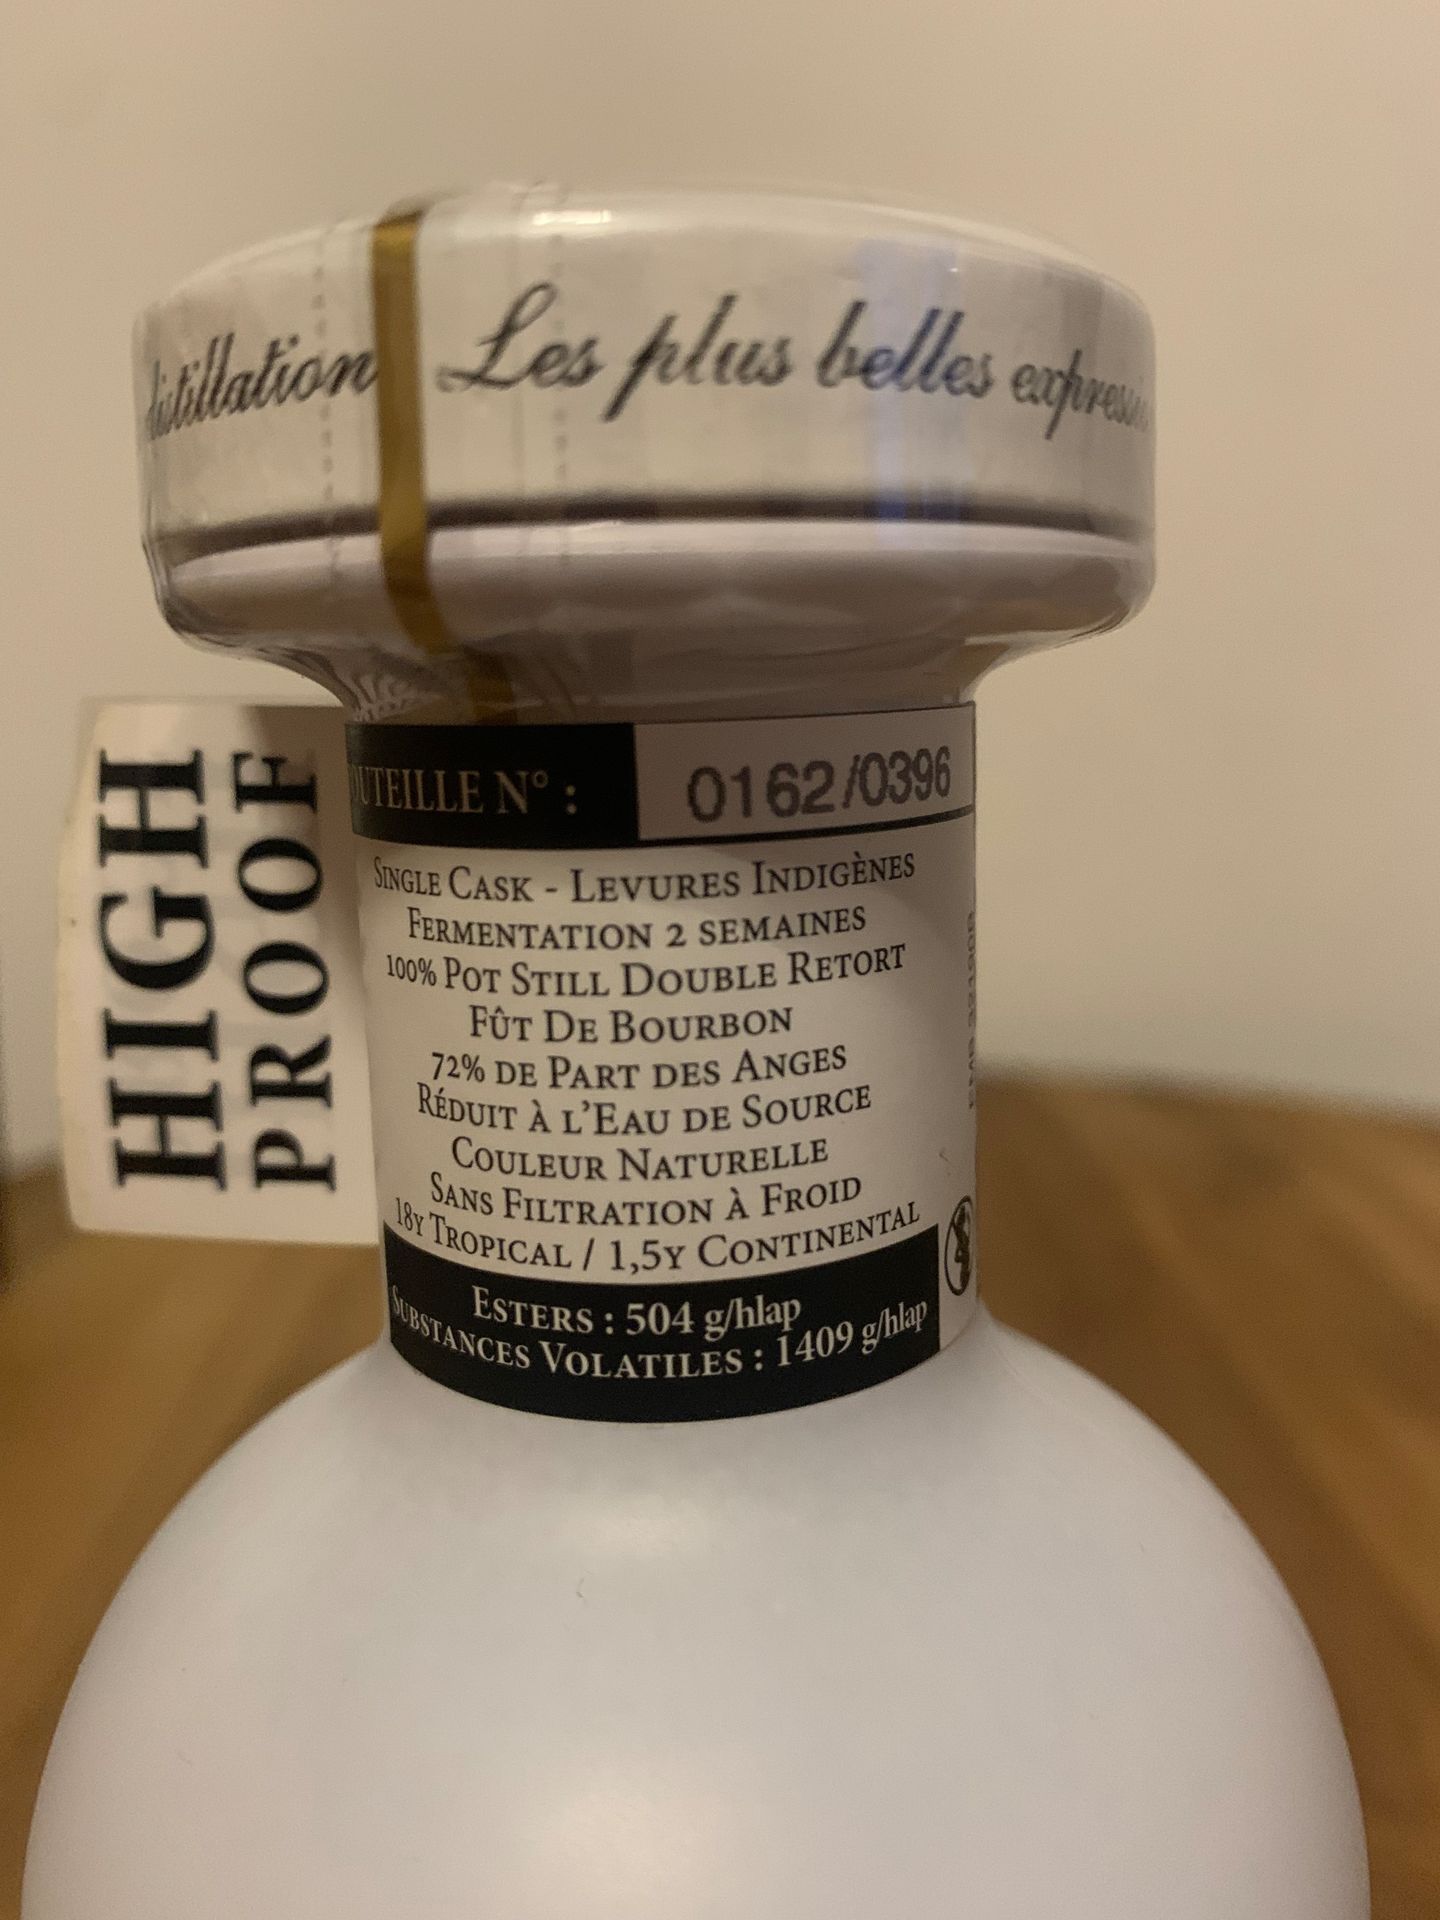 distillation Les plus belles
HIGH
PROOF
N° : 0162/0396
SINGLE CASK - LEVURES INDIGÈNES
FERMENTATION 2 SEMAINES
100% POT STILL DOUBLE RETORT
FÛT DE BOURBON
72% DE PART DES ANGES
RÉDUIT À L'EAU DE SOURCE
COULEUR NATURELLE
SANS FILTRATION À FROID
18Y TROPICAL / 1,5Y CONTINENTAL
ESTERS : 504 g/hlap
SUBSTANCES VOLATILES : 1409 g/hlap